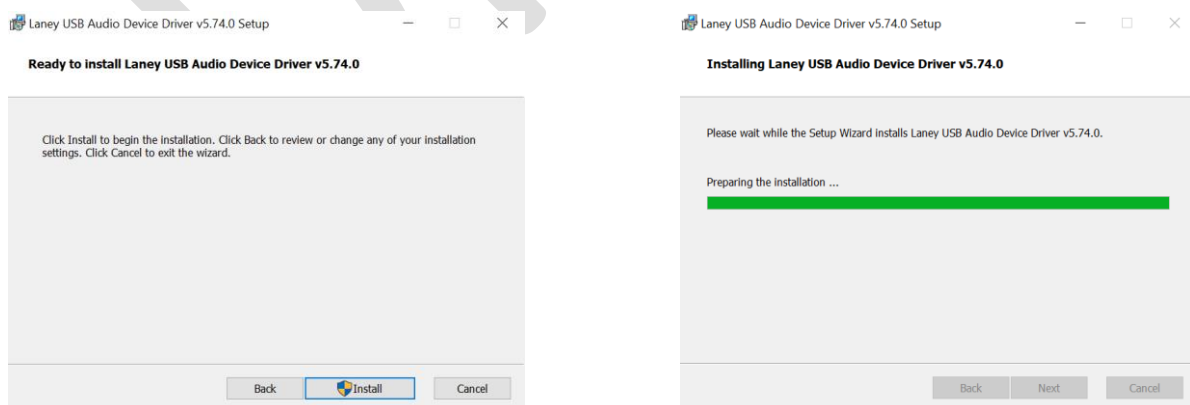 Laney USB Audio Device Driver v5.74.0 Setup
Ready to install Laney USB Audio Device Driver v5.74.0
Click Install to begin the installation. Click Back to review or change any of your installation
settings. Click Cancel to exit the wizard.
Back
Install
Cancel
Laney USB Audio Device Driver v5.74.0 Setup
Installing Laney USB Audio Device Driver v5.74.0
Please wait while the Setup Wizard installs Laney USB Audio Device Driver v5.74.0.
Preparing the installation ...
Back
Next
Cancel